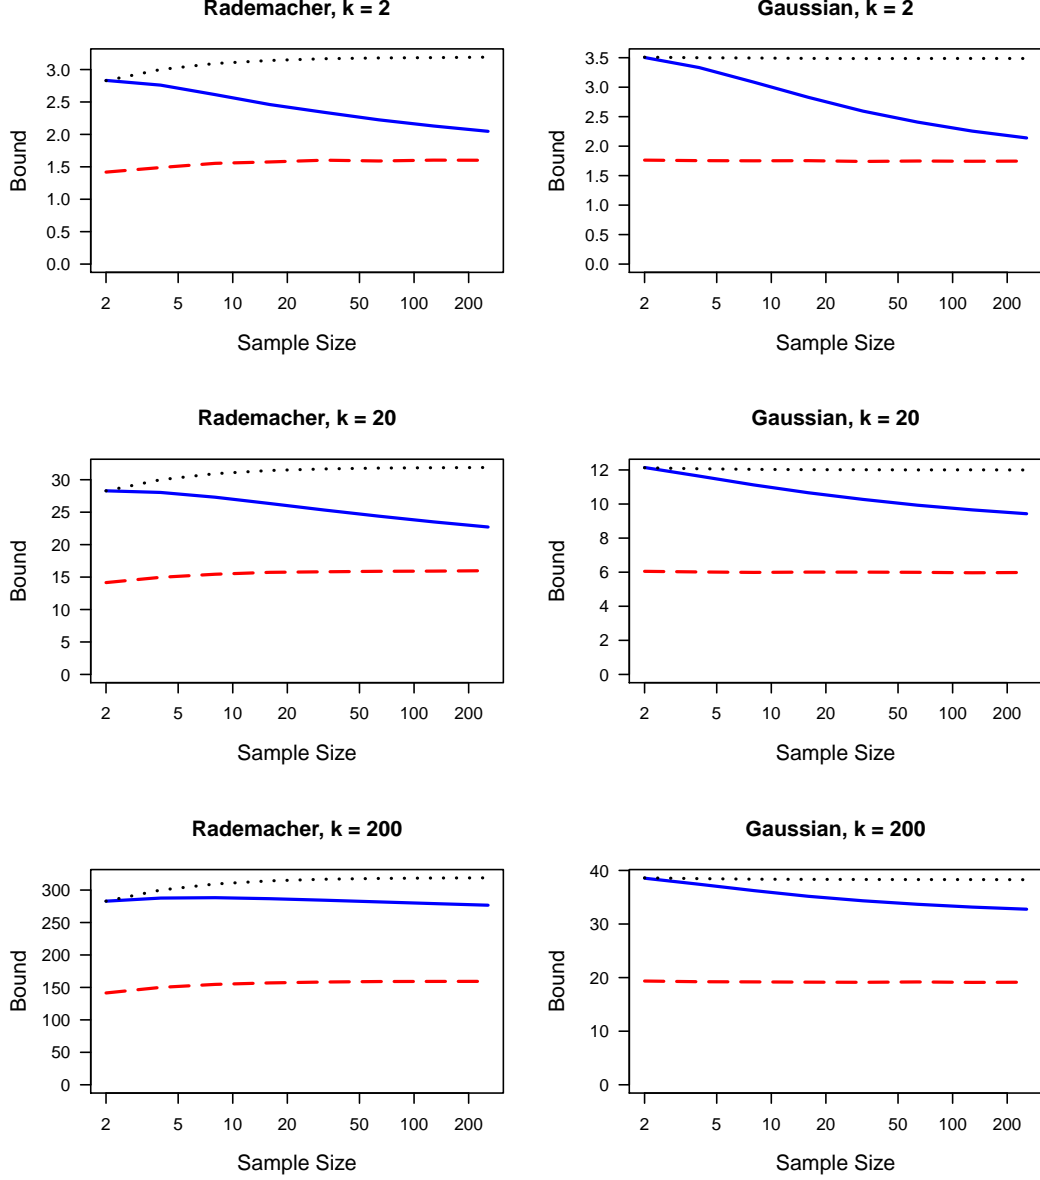 Rademacher, k = 2
Bound
3.0
2.5
2.0
1.5
1.0
0.5
0.0
2 5 10 20 50 100 200
Sample Size
Gaussian, k = 2
Bound
3.5
3.0
2.5
2.0
1.5
1.0
0.5
0.0
2 5 10 20 50 100 200
Sample Size
Rademacher, k = 20
Bound
30
25
20
15
10
5
0
2 5 10 20 50 100 200
Sample Size
Gaussian, k = 20
Bound
12
10
8
6
4
2
0
2 5 10 20 50 100 200
Sample Size
Rademacher, k = 200
Bound
300
250
200
150
100
50
0
2 5 10 20 50 100 200
Sample Size
Gaussian, k = 200
Bound
40
30
20
10
0
2 5 10 20 50 100 200
Sample Size